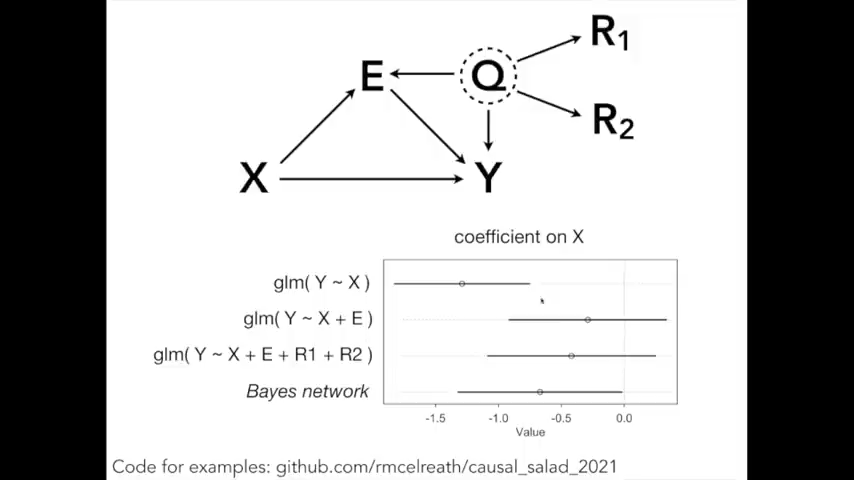 R1
E
Q
R2
X
Y
coefficient on X
glm( Y ~ X )
glm( Y ~ X + E )
glm( Y ~ X + E + R1 + R2 )
Bayes network
-1.5 -1.0 -0.5 0.0
Value
Code for examples: github.com/rmcelreath/causal_salad_2021